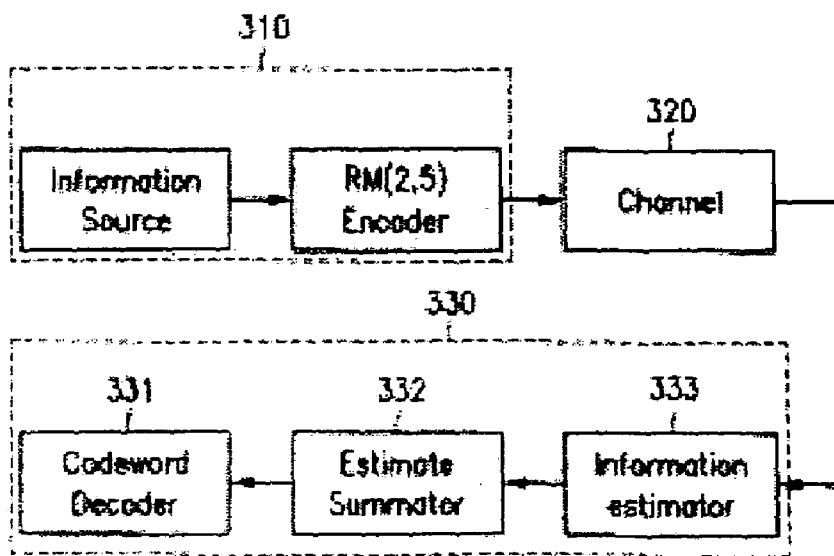 310
320
Information
Source
RM(2,5)
Encoder
Channel
330
331
332
333
Codeword
Decoder
Estimate
Summator
Information
estimator